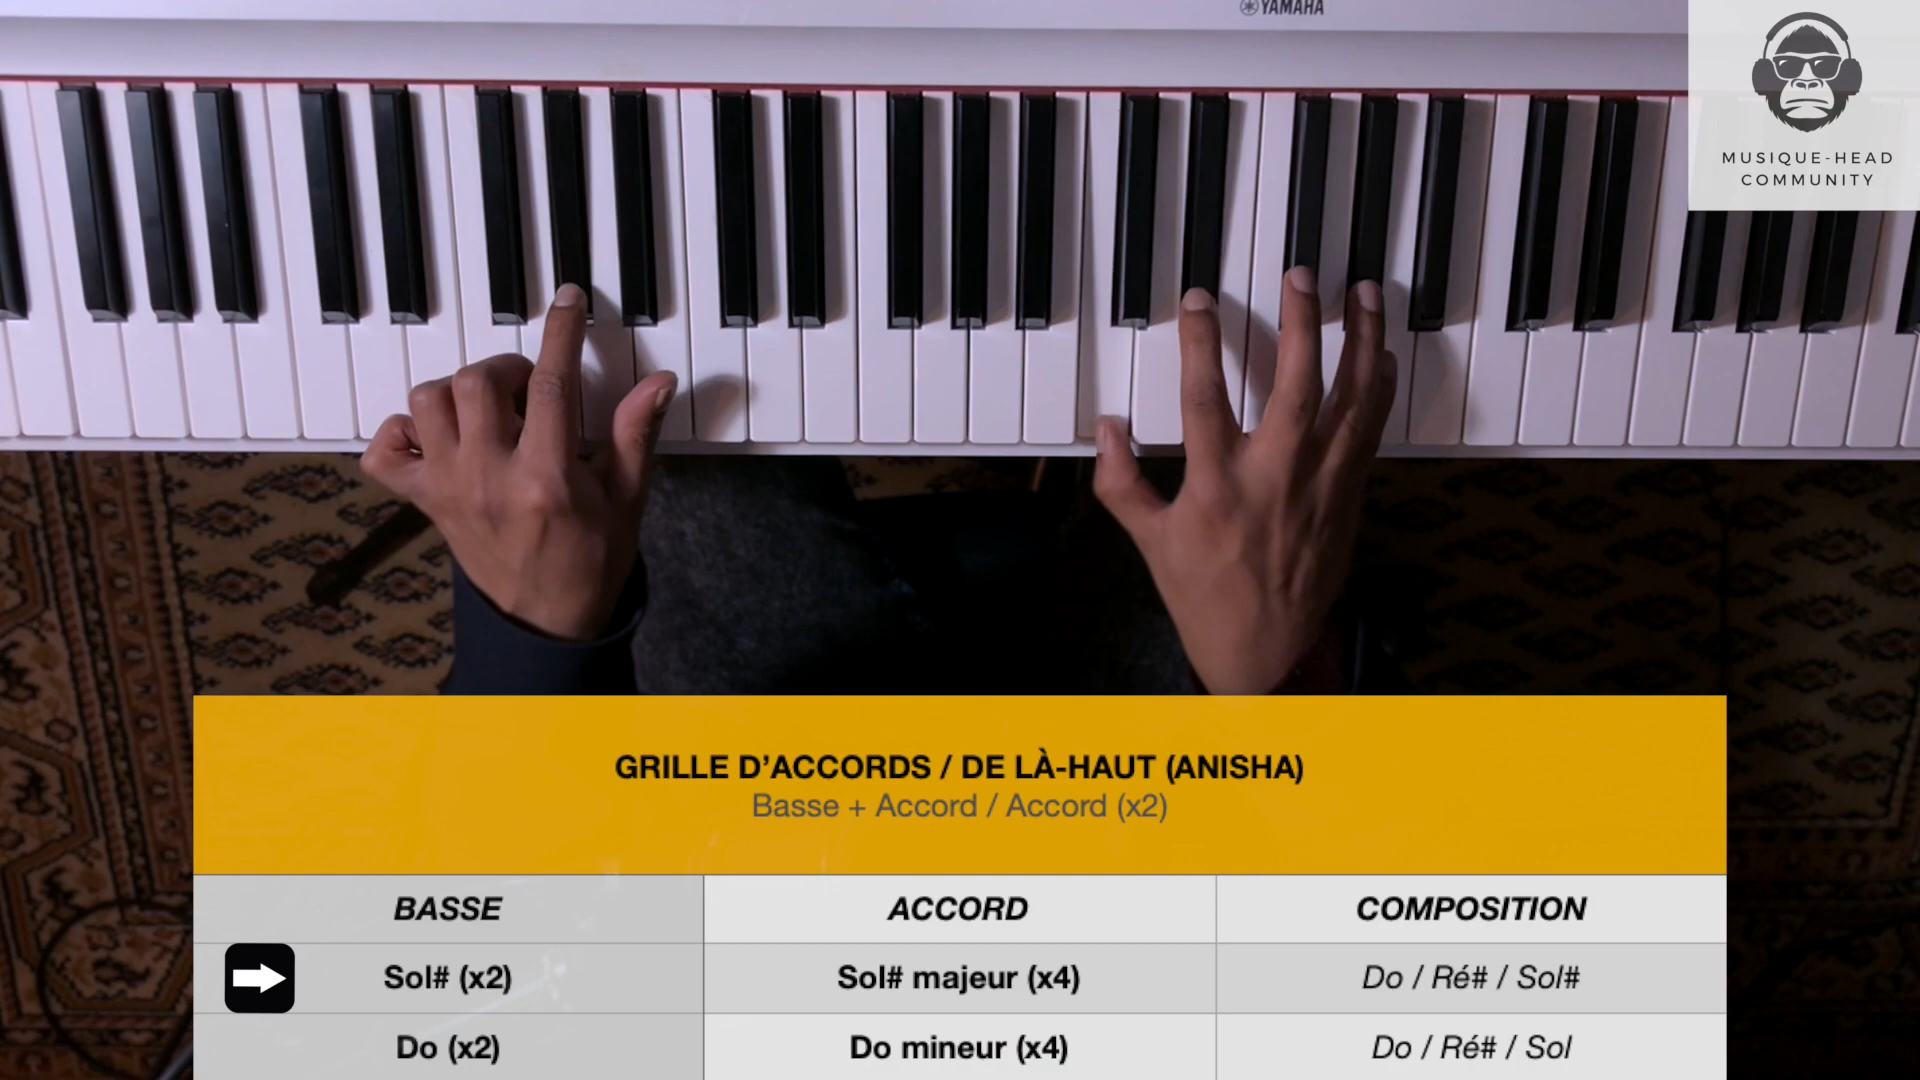 YAMAHA
MUSIQUE-HEAD
COMMUNITY
GRILLE D'ACCORDS / DE LÀ-HAUT (ANISHA)
Basse + Accord / Accord (x2)
BASSE ACCORD COMPOSITION
Sol# (x2) Sol# majeur (x4) Do / Ré# / Sol#
Do (x2) Do mineur (x4) Do / Ré# / Sol